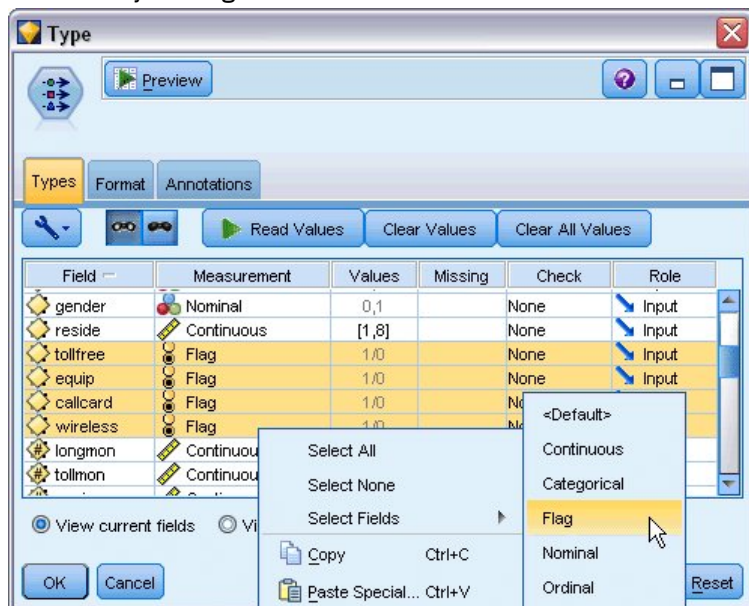 Type
Preview
Types Format Annotations
Read Values Clear Values Clear All Values
Field Measurement Values Missing Check Role
gender Nominal 0,1 None Input
reside Continuous [1,8] None Input
tollfree Flag 1/0 None Input
equip Flag 1/0 None Input
callcard Flag 1/0
wireless Flag
longmon
tollmon
Select All
Select None
Select Fields
Copy Ctrl+C
Paste Special... Ctrl+V
<Default>
Continuous
Categorical
Flag
Nominal
Ordinal
View current fields
OK Cancel Reset